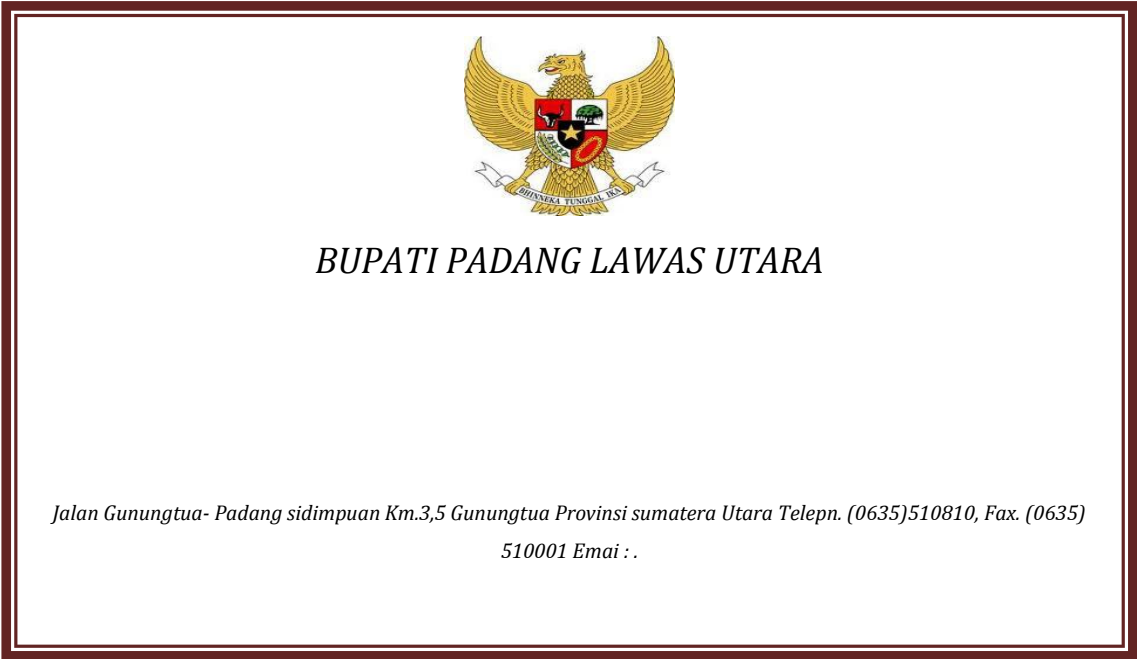 BHINNEKA TUNGGAL IKA
BUPATI PADANG LAWAS UTARA
Jalan Gunungtua- Padang sidimpuan Km.3,5 Gunungtua Provinsi sumatera Utara Telepn. (0635)510810, Fax. (0635)
510001 Emai : .